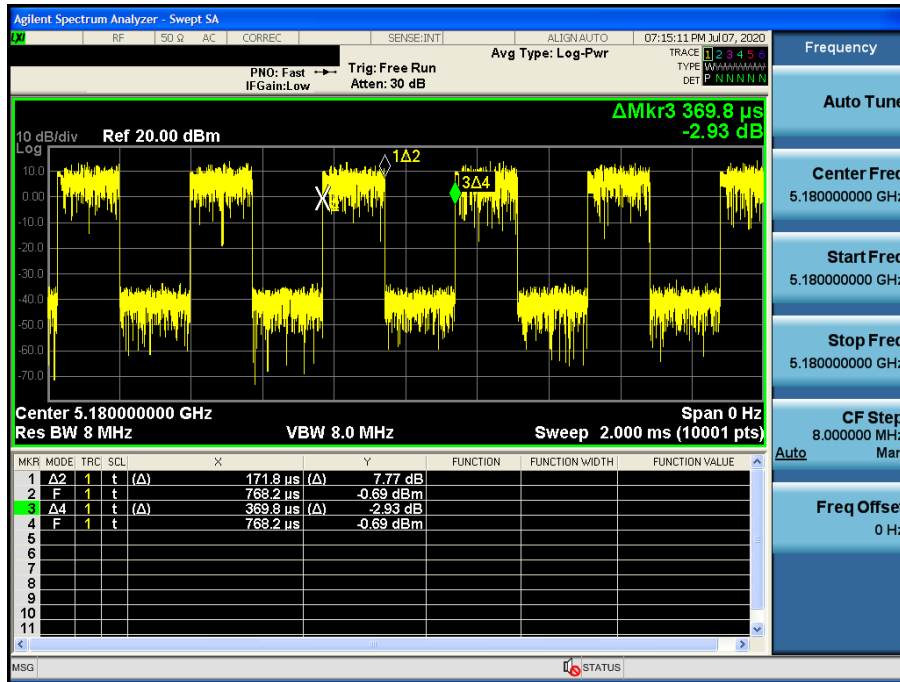 Agilent Spectrum Analyzer - Swept SA
LXI RF 50 Ω AC CORREC SENSE:INT ALIGN AUTO 07:15:11 PM Jul 07, 2020
Avg Type: Log-Pwr
TRACE 1 2 3 4 5 6
PNO: Fast Trig: Free Run TYPE WWWWWW
IFGain:Low Atten: 30 dB DET P N N N N N
ΔMkr3 369.8 µs
-2.93 dB
10 dB/div Ref 20.00 dBm
Log
10.0
0.00
-10.0
-20.0
-30.0
-40.0
-50.0
-60.0
-70.0
1Δ2
3Δ4
Center 5.180000000 GHz Span 0 Hz
Res BW 8 MHz VBW 8.0 MHz Sweep 2.000 ms (10001 pts)
MKR MODE TRC SCL X Y FUNCTION FUNCTION WIDTH FUNCTION VALUE
1 Δ2 1 t (Δ) 171.8 µs (Δ) 7.77 dB
2 F 1 t 768.2 µs -0.69 dBm
3 Δ4 1 t (Δ) 369.8 µs (Δ) -2.93 dB
4 F 1 t 768.2 µs -0.69 dBm
5
6
7
8
9
10
11
MSG STATUS
Frequency
Auto Tune
Center Freq
5.180000000 GHz
Start Freq
5.180000000 GHz
Stop Freq
5.180000000 GHz
CF Step
8.000000 MHz
Auto Man
Freq Offset
0 Hz